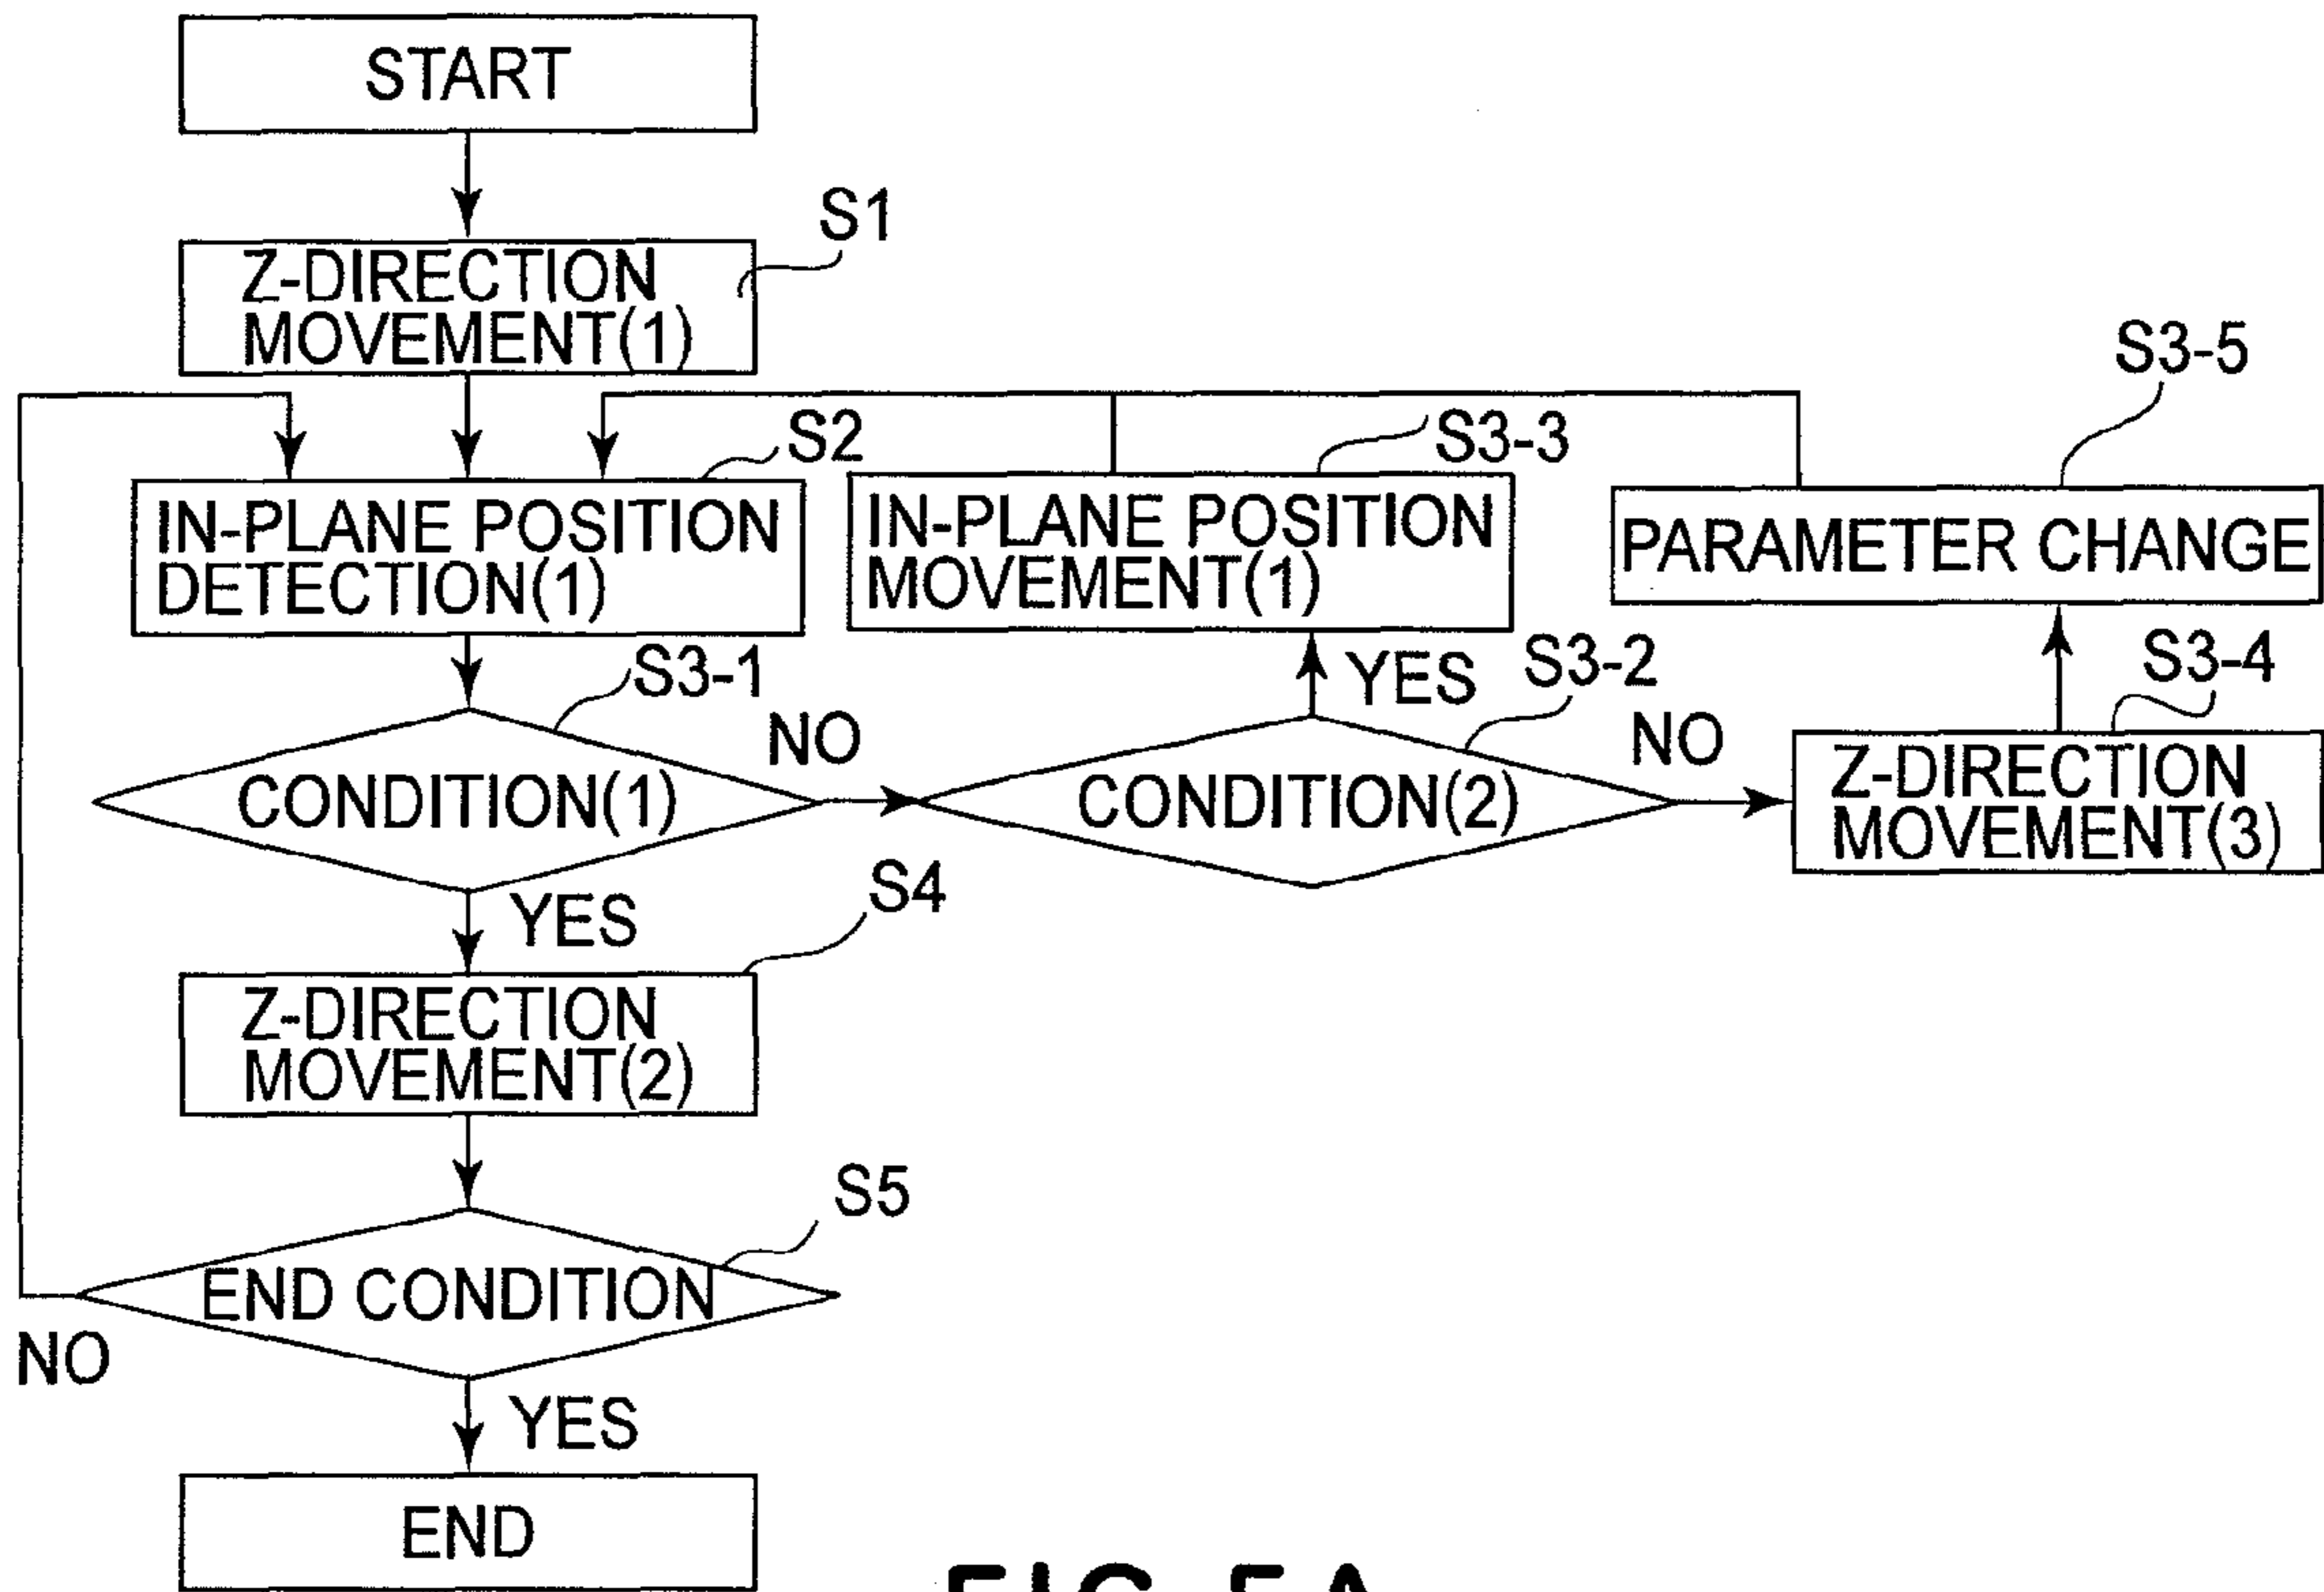 START
S1
Z-DIRECTION
MOVEMENT(1)
S3-5
S2
S3-3
IN-PLANE POSITION
DETECTION(1)
IN-PLANE POSITION
MOVEMENT(1)
PARAMETER CHANGE
S3-1
YES
S3-2
S3-4
NO
NO
CONDITION(1)
CONDITION(2)
Z-DIRECTION
MOVEMENT(3)
YES
S4
Z-DIRECTION
MOVEMENT(2)
S5
END CONDITION
NO
YES
END
FIG.5A